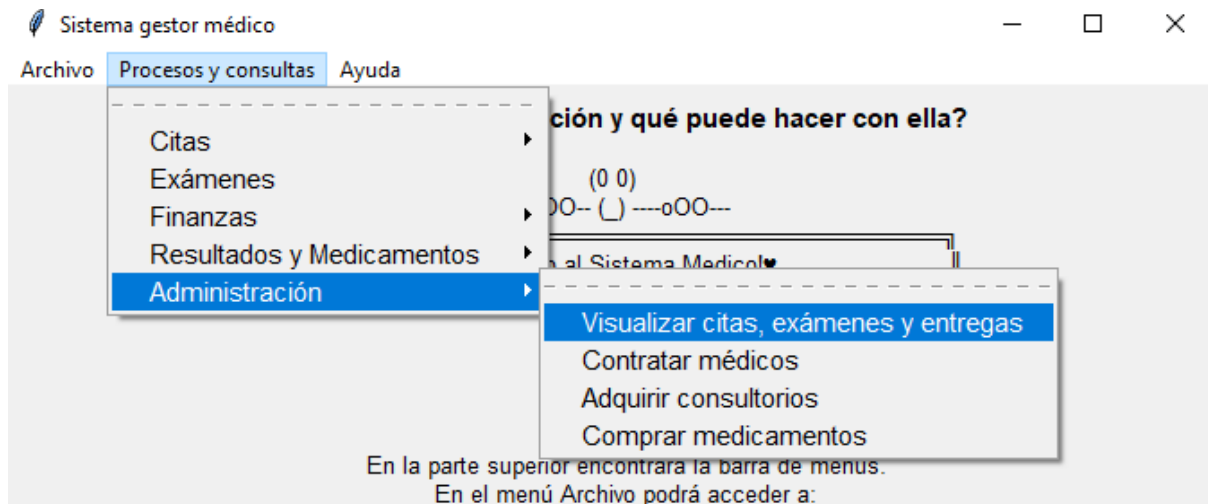 Sistema gestor médico
Archivo Procesos y consultas Ayuda
ción y qué puede hacer con ella?
Citas
(0 0)
Exámenes
OO-- (_) ----oOO---
Finanzas
Resultados y Medicamentos
al Sistema Medico!♥
Administración
Visualizar citas, exámenes y entregas
Contratar médicos
Adquirir consultorios
Comprar medicamentos
En la parte superior encontrará la barra de menús.
En el menú Archivo podrá acceder a: